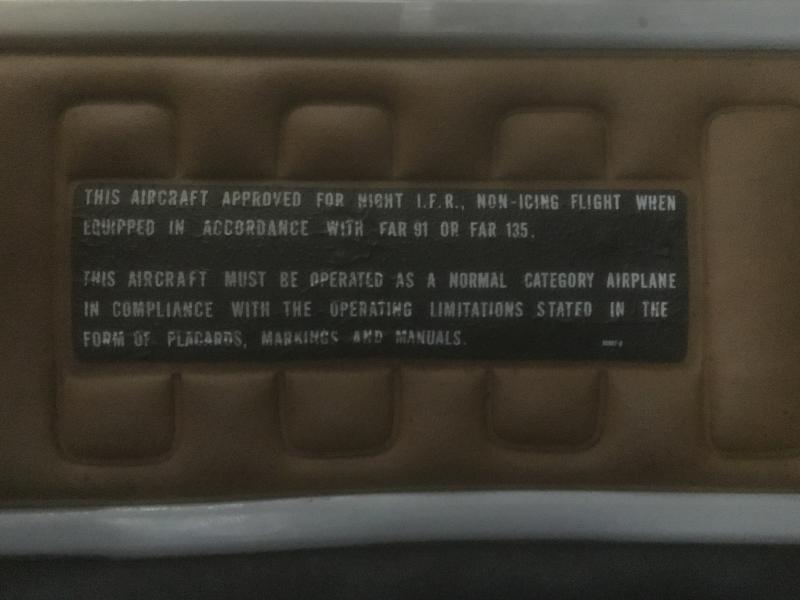 THIS AIRCRAFT APPROVED FOR NIGHT I.F.R., NON-ICING FLIGHT WHEN
EQUIPPED IN ACCORDANCE WITH FAR 91 OR FAR 135.
THIS AIRCRAFT MUST BE OPERATED AS A NORMAL CATEGORY AIRPLANE
IN COMPLIANCE WITH THE OPERATING LIMITATIONS STATED IN THE
FORM OF PLACARDS, MARKINGS AND MANUALS.